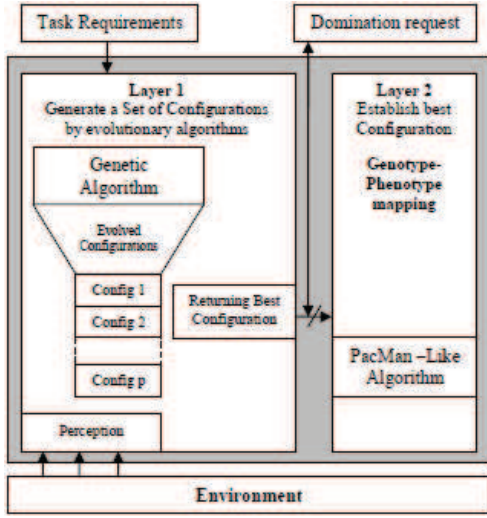 Task Requirements
Domination request
Layer 1
Generate a Set of Configurations
by evolutionary algorithms
Genetic
Algorithm
Evolved
Configurations
Config 1
Config 2
Config p
Returning Best
Configuration
Perception
Layer 2
Establish best
Configuration
Genotype-
Phenotype
mapping
PacMan –Like
Algorithm
Environment